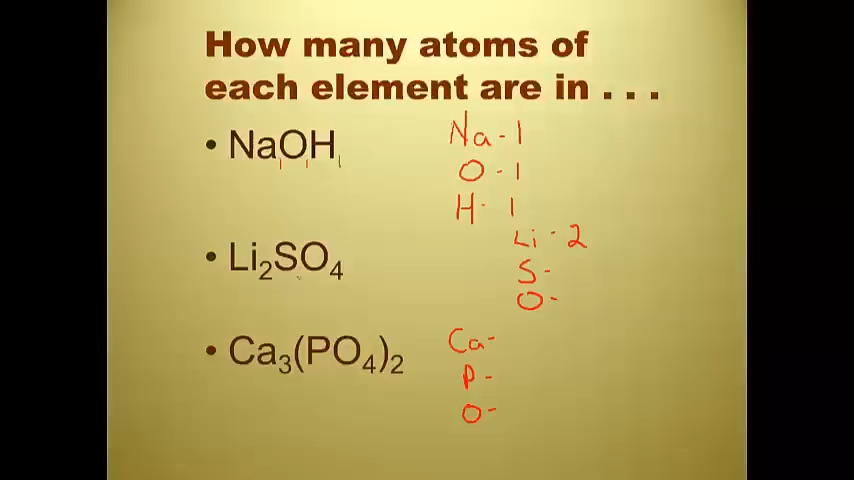 How many atoms of
each element are in . . .
• NaOH
Na - 1
O - 1
H - 1
• Li₂SO₄
Li - 2
S -
O -
• Ca₃(PO₄)₂
Ca -
P -
O -